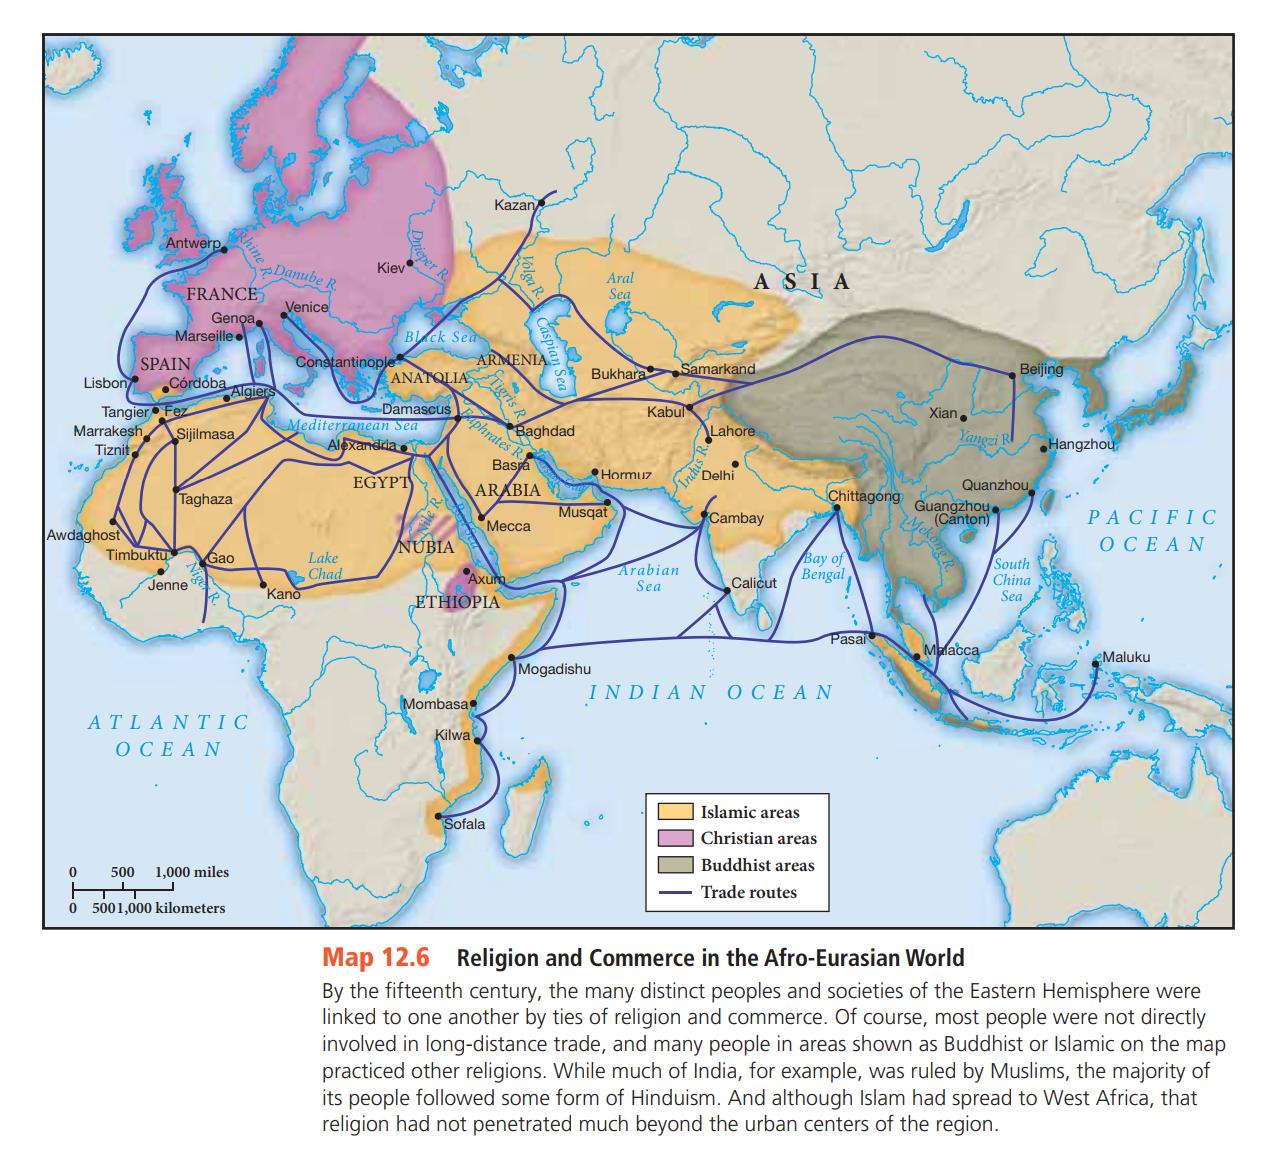 Kazan
Antwerp
Rhine R.
Dnieper R.
Kiev
Danube R.
Volga R.
Aral
Sea
ASIA
FRANCE
Venice
Genoa
Marseille
Black Sea
Caspian Sea
SPAIN
Constantinople
ARMENIA
Bukhara
Samarkand
Beijing
Lisbon
Córdoba
Algiers
ANATOLIA
Tigris R.
Tangier
Fez
Damascus
Kabul
Xian
Marrakesh
Sijilmasa
Mediterranean Sea
Baghdad
Lahore
Yangzi R.
Hangzhou
Tiznit
Alexandria
Euphrates R.
Basra
Hormuz
Indus R.
Delhi
EGYPT
ARABIA
Quanzhou
Taghaza
Nile R.
Red Sea
Mecca
Musqat
Cambay
Chittagong
Guangzhou
(Canton)
PACIFIC
OCEAN
Awdaghost
NUBIA
Mekong R.
Timbuktu
Gao
Lake
Chad
Arabian
Sea
Bay of
Bengal
South
China
Sea
Jenne
Niger R.
Kano
Axum
Calicut
ETHIOPIA
Pasai
Malacca
Maluku
Mogadishu
INDIAN OCEAN
Mombasa
ATLANTIC
OCEAN
Kilwa
Sofala
Islamic areas
Christian areas
Buddhist areas
Trade routes
0 500 1,000 miles
0 500 1,000 kilometers
Map 12.6 Religion and Commerce in the Afro-Eurasian World
By the fifteenth century, the many distinct peoples and societies of the Eastern Hemisphere were
linked to one another by ties of religion and commerce. Of course, most people were not directly
involved in long-distance trade, and many people in areas shown as Buddhist or Islamic on the map
practiced other religions. While much of India, for example, was ruled by Muslims, the majority of
its people followed some form of Hinduism. And although Islam had spread to West Africa, that
religion had not penetrated much beyond the urban centers of the region.